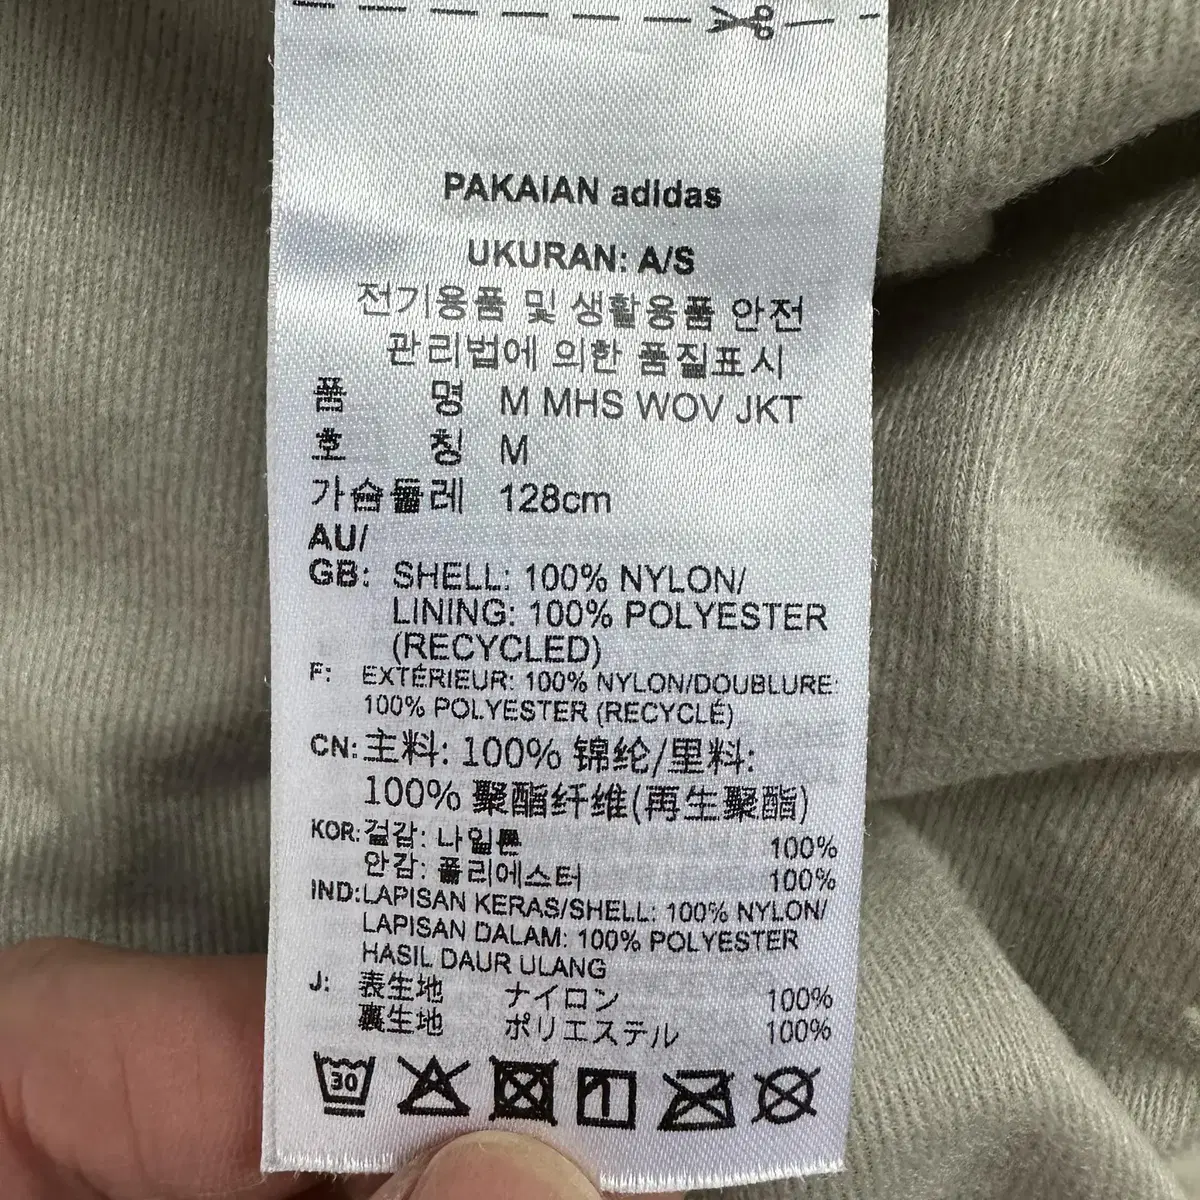 PAKAIAN adidas
UKURAN: A/S
전기용품 및 생활용품 안전
관리법에 의한 품질표시
품 명 M MHS WOV JKT
호 칭 M
가슴둘레 128cm
AU/
GB: SHELL: 100% NYLON/
LINING: 100% POLYESTER
(RECYCLED)
F: EXTÉRIEUR: 100% NYLON/DOUBLURE:
100% POLYESTER (RECYCLÉ)
CN: 主料: 100% 锦纶/里料:
100% 聚酯纤维(再生聚酯)
KOR: 겉감: 나일론 100%
안감: 폴리에스터 100%
IND: LAPISAN KERAS/SHELL: 100% NYLON/
LAPISAN DALAM: 100% POLYESTER
HASIL DAUR ULANG
J: 表生地 ナイロン 100%
裏生地 ポリエステル 100%
30